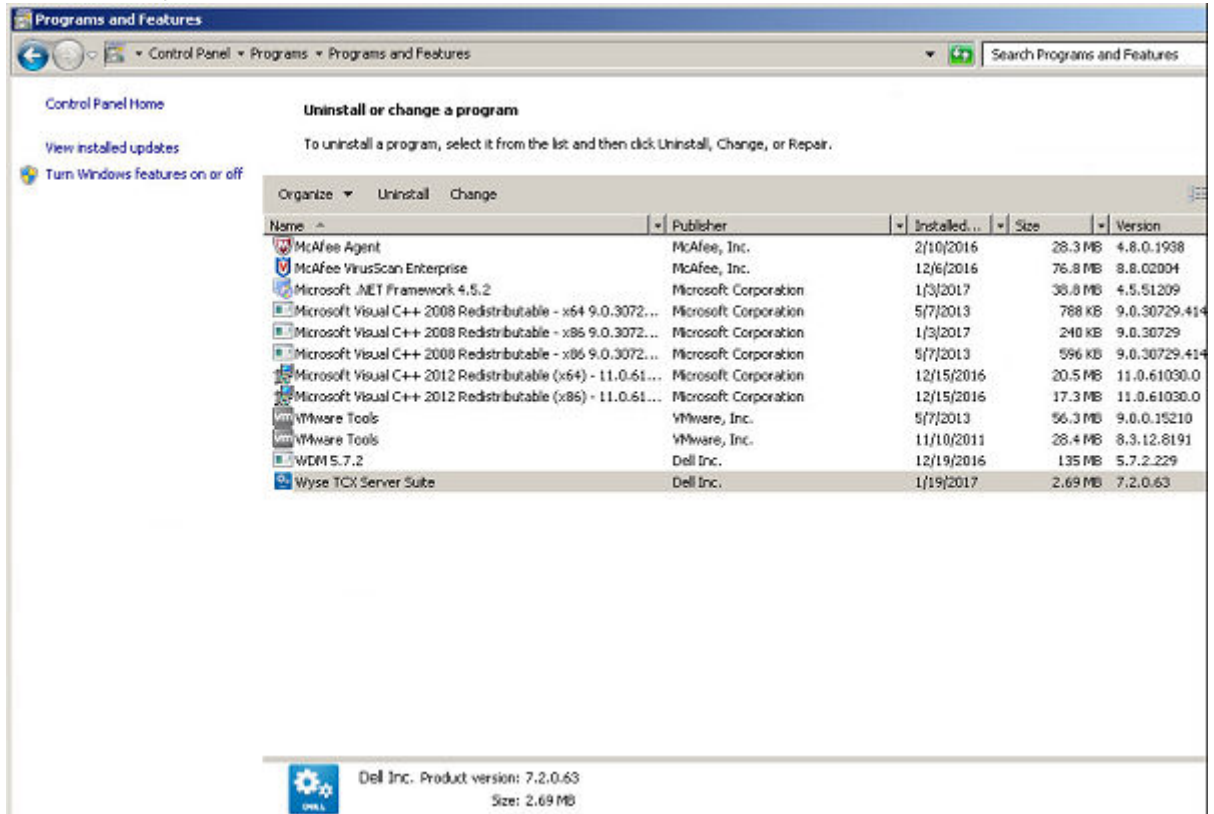 Programs and Features
Control Panel Programs Programs and Features Search Programs and Features
Control Panel Home
Uninstall or change a program
View installed updates
To uninstall a program, select it from the list and then click Uninstall, Change, or Repair.
Turn Windows features on or off
Organize Uninstall Change
Name Publisher Installed... Size Version
McAfee Agent McAfee, Inc. 2/10/2016 28.3 MB 4.8.0.1938
McAfee VirusScan Enterprise McAfee, Inc. 12/6/2016 76.8 MB 8.8.02004
Microsoft .NET Framework 4.5.2 Microsoft Corporation 1/3/2017 38.8 MB 4.5.51209
Microsoft Visual C++ 2008 Redistributable - x64 9.0.3072... Microsoft Corporation 5/7/2013 788 KB 9.0.30729.414
Microsoft Visual C++ 2008 Redistributable - x86 9.0.3072... Microsoft Corporation 1/3/2017 240 KB 9.0.30729
Microsoft Visual C++ 2008 Redistributable - x86 9.0.3072... Microsoft Corporation 5/7/2013 596 KB 9.0.30729.414
Microsoft Visual C++ 2012 Redistributable (x64) - 11.0.61... Microsoft Corporation 12/15/2016 20.5 MB 11.0.61030.0
Microsoft Visual C++ 2012 Redistributable (x86) - 11.0.61... Microsoft Corporation 12/15/2016 17.3 MB 11.0.61030.0
VMware Tools VMware, Inc. 5/7/2013 56.3 MB 9.0.0.15210
VMware Tools VMware, Inc. 11/10/2011 28.4 MB 8.3.12.8191
WDM 5.7.2 Dell Inc. 12/19/2016 135 MB 5.7.2.229
Wyse TCX Server Suite Dell Inc. 1/19/2017 2.69 MB 7.2.0.63
Dell Inc. Product version: 7.2.0.63
Size: 2.69 MB
DELL